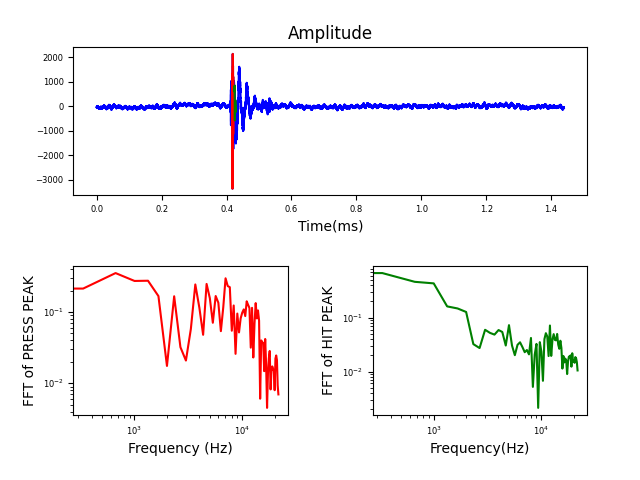 Amplitude
2000
1000
0
−1000
−2000
−3000
0.0 0.2 0.4 0.6 0.8 1.0 1.2 1.4
Time(ms)
FFT of PRESS PEAK
10⁻¹
10⁻²
10³ 10⁴
Frequency (Hz)
FFT of HIT PEAK
10⁻¹
10⁻²
10³ 10⁴
Frequency(Hz)